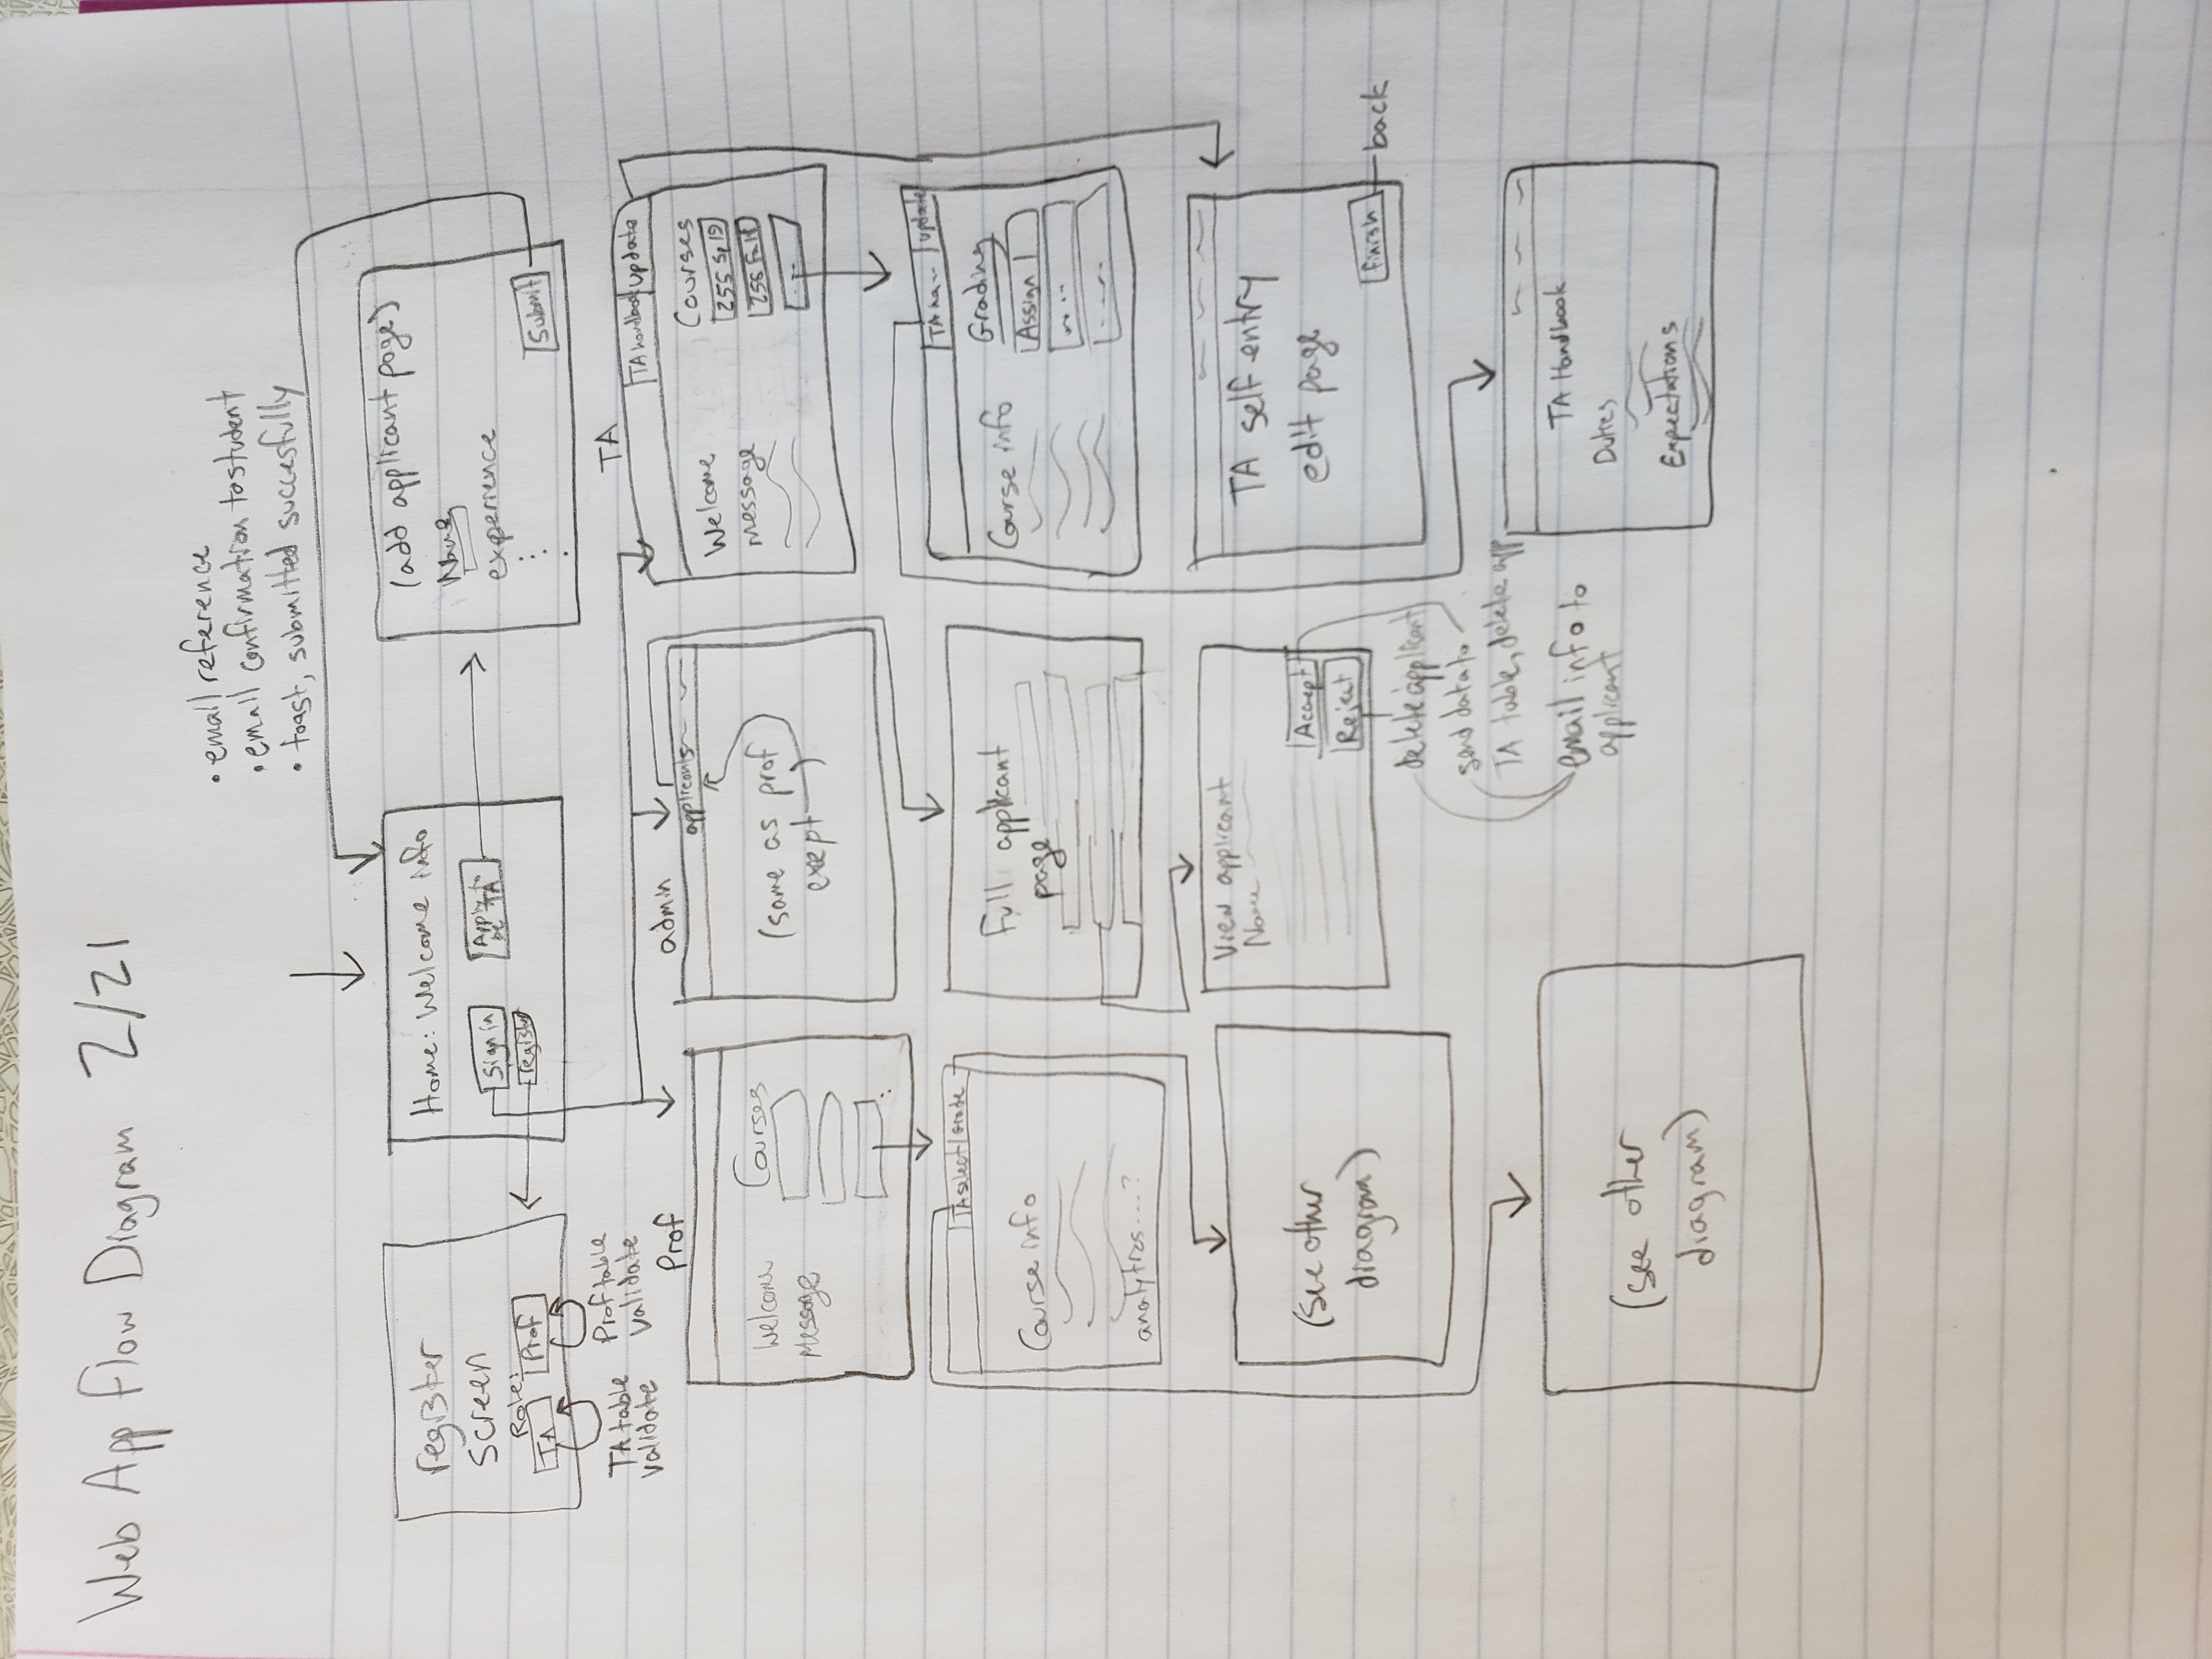 Web App Flow Diagram 2/21
• email reference
• email confirmation to student
• toast, submitted succesfully
register
screen
Role:
TA
Prof
TA table
validate
Prof table
validate
Home: Welcome info
Sign in
register
Apply to
be TA
(add applicant page)
Name
experience
Submit
Prof
Welcome
Message
Courses
admin
applicants
(same as prof
exept
)
TA
TA handbook
update
Welcome
message
Courses
255 Sp 19
255 Fa 18
...
TA select/Grade
Course info
analytics....?
Full applicant
page
TA ha...
update
Course info
Grading
Assign 1
(see other
diagram)
View applicant
Name
Accept
Reject
delete applicant
send data to
TA table, delete app
email info to
applicant
TA self entry
edit page
finish
back
(see other
diagram)
TA Handbook
Duties
Expectations